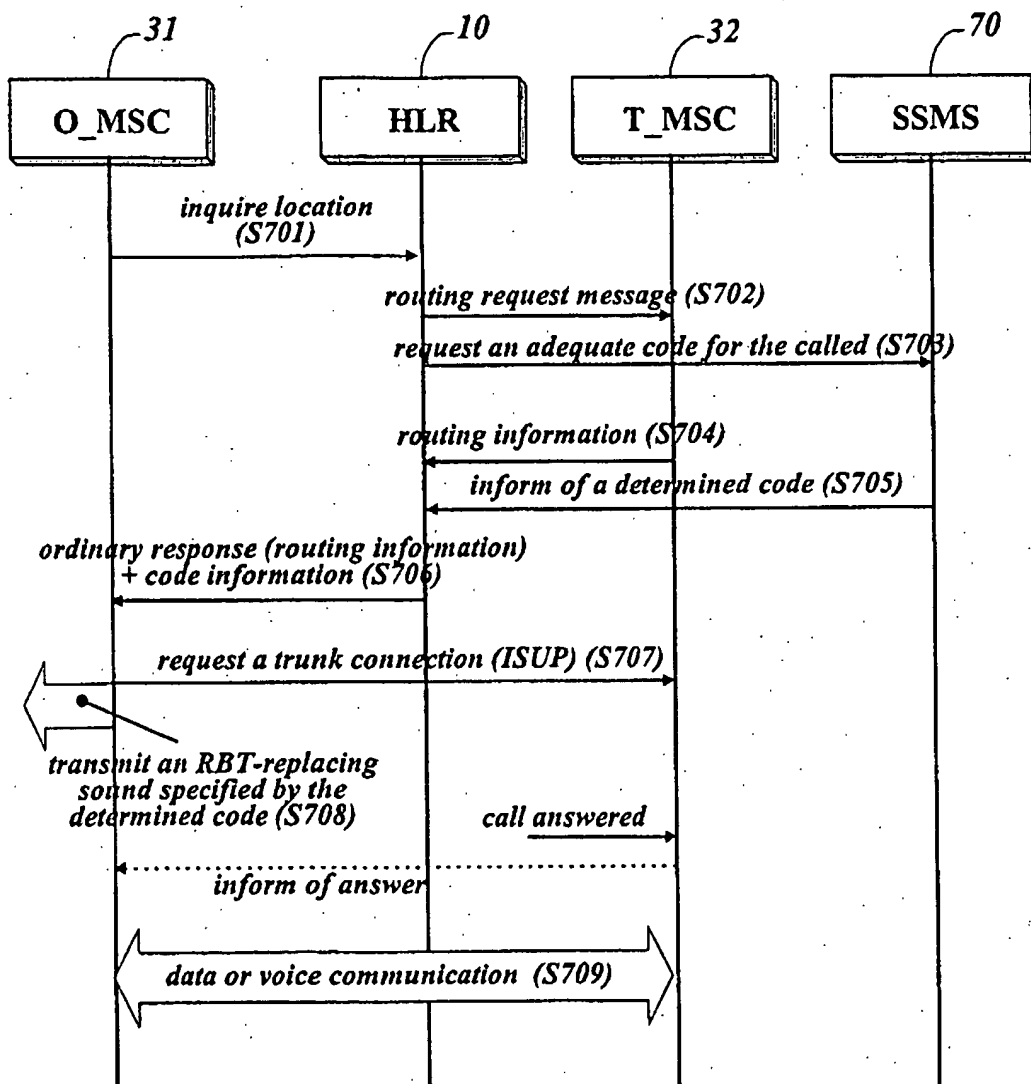 31
10
32
70
O_MSC
HLR
T_MSC
SSMS
inquire location
(S701)
routing request message (S702)
request an adequate code for the called (S703)
routing information (S704)
inform of a determined code (S705)
ordinary response (routing information)
+ code information (S706)
request a trunk connection (ISUP) (S707)
transmit an RBT-replacing
sound specified by the
determined code (S708)
call answered
inform of answer
data or voice communication (S709)